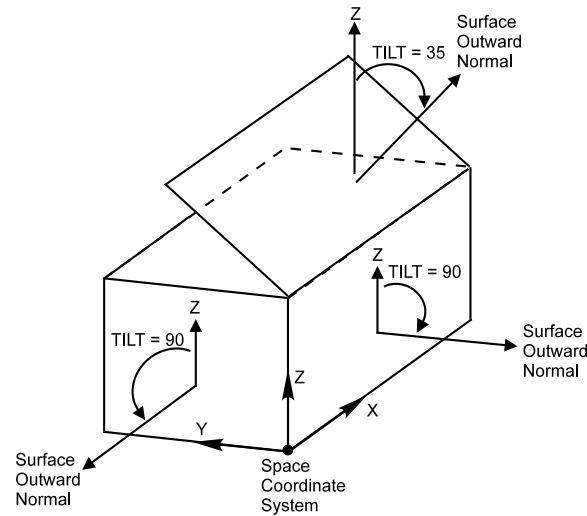 Z
TILT = 35
Surface
Outward
Normal
Z
TILT = 90
Z
TILT = 90
Surface
Outward
Normal
Z
X
Y
Surface
Outward
Normal
Space
Coordinate
System